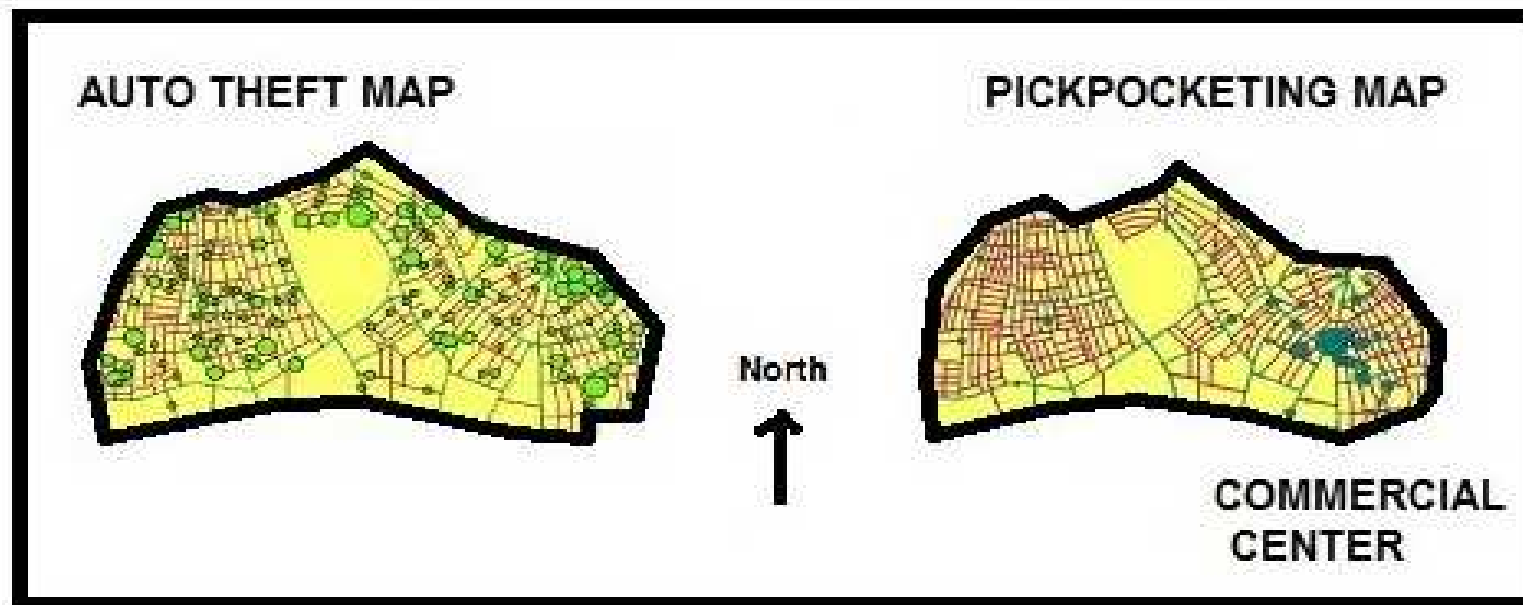 AUTO THEFT MAP
PICKPOCKETING MAP
North
COMMERCIAL
CENTER